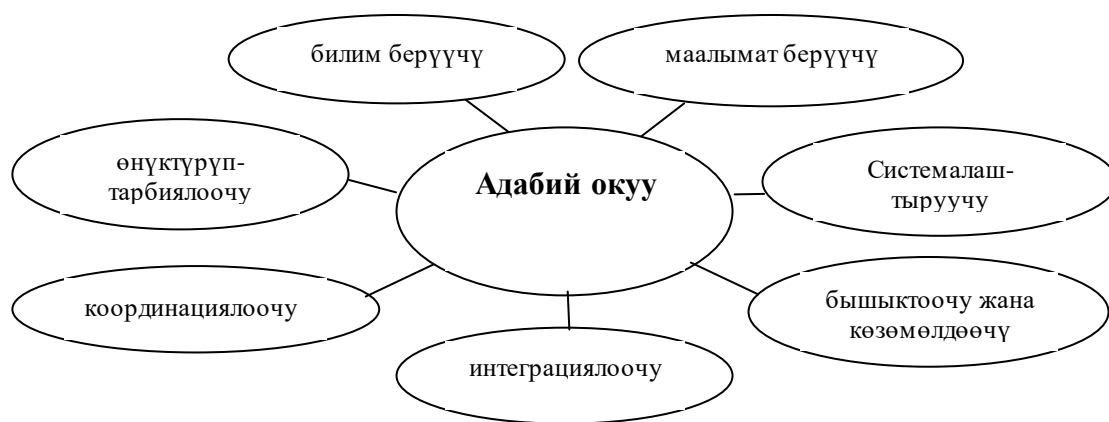 билим берүүчү
маалымат берүүчү
өнүктүрүп-
тарбиялоочу
Адабий окуу
Системалаш-
тыруучу
координациялоочу
бышыктоочу жана
көзөмөлдөөчү
интеграциялоочу